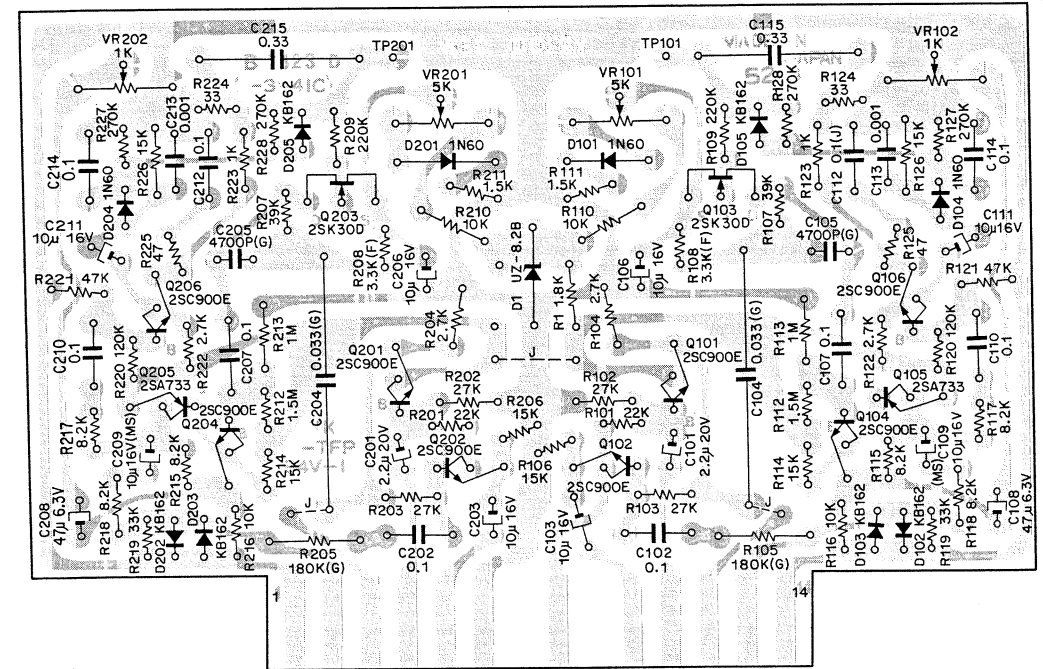 C215
0.33
TP201
VR202
1K
R224
33
VR201
5K
TP101
C115
0.33
VR101
5K
R128
270K
R124
33
VR102
1K
R227
270K
C214
0.1
1N60
D204
R226 15K
C213
0.001
C212
0.1
R223 1K
R228 270K
D205
KB162
R209
220K
D201 1N60
R211
1.5K
R210
10K
D101 1N60
R111
1.5K
R110
10K
R109 220K
D105 KB162
R123 1K
C112 0.1(J)
C113 0.001
R126 15K
R127
270K
D104 1N60
C114
0.1
C211
10μ 16V
R225
47
R207
39K
C205
4700P(G)
Q203
2SK30D
R208
3.3K(F)
C206
10μ 16V
D1 UZ-8.2B
C106
10μ 16V
R108
3.3K(F)
Q103
2SK30D
R107 39K
C105
4700P(G)
R125
47
C111
10μ16V
R221 47K
Q206
2SC900E
Q106
2SC900E
R121 47K
C210
0.1
R220 120K
R222 2.7K
C207 0.1
R213
1M
C204 0.033(G)
R204
2.7K
R1 1.8K
R104 2.7K
C104 0.033(G)
R113
1M
C107 0.1
R122 2.7K
R120 120K
C110
0.1
Q205
2SA733
Q201
2SC900E
J
Q101
2SC900E
Q105
2SA733
R202
27K
R102
27K
R217
8.2K
C209
10μ16V(MS)
2SC900E
Q204
R212
1.5M
R201 22K
R206
15K
R101 22K
R112
1.5M
Q104
2SC900E
R117
8.2K
R215 8.2K
R214
15K
C201
2.2μ 20V
Q202
2SC900E
R106
15K
Q102
2SC900E
C101
2.2μ 20V
R114
15K
R115
8.2K
C109
10μ16V
(MS)
C208
47μ 6.3V
R218 8.2K
R219 33K
D202 KB162
D203
KB162
R216 10K
J
R203 27K
C203
10μ 16V
C103
10μ 16V
R103 27K
J
R116 10K
D103 KB162
D102 KB162
R119 33K
R118 8.2K
C108
47μ 6.3V
R205
180K(G)
C202
0.1
C102
0.1
R105
180K(G)
1
14